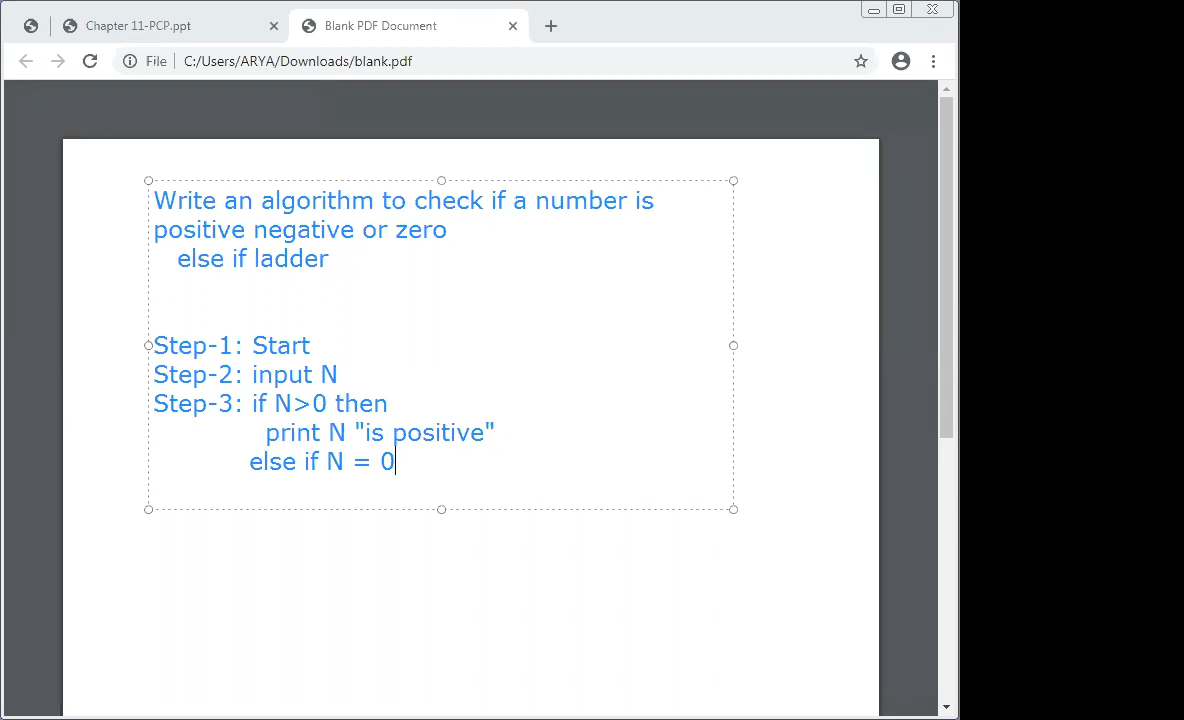 Chapter 11-PCP.ppt
Blank PDF Document
File
C:/Users/ARYA/Downloads/blank.pdf
Write an algorithm to check if a number is
positive negative or zero
else if ladder
Step-1: Start
Step-2: input N
Step-3: if N>0 then
print N "is positive"
else if N = 0